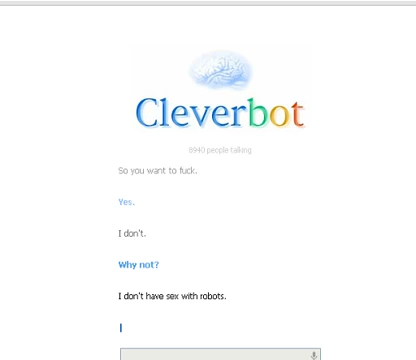 Cleverbot
8940 people talking
So you want to fuck.
Yes.
I don't.
Why not?
I don't have sex with robots.